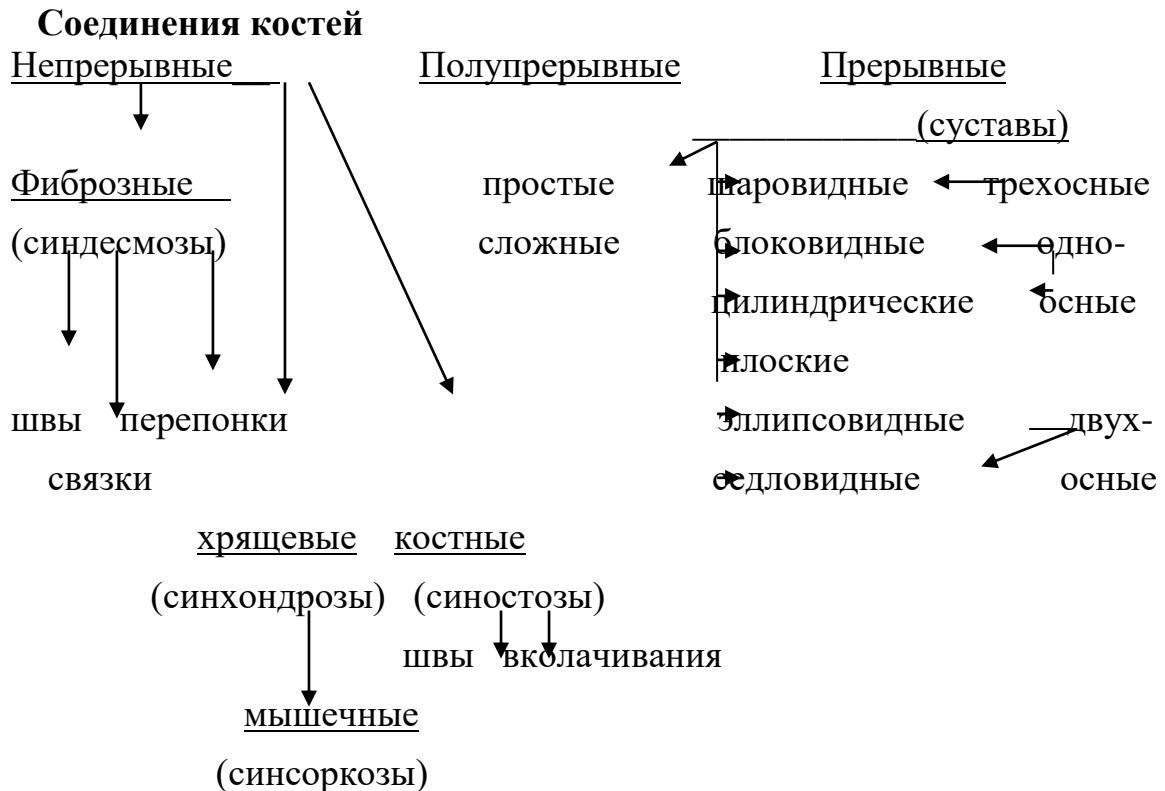 Соединения костей
Непрерывные Полупрерывные Прерывные
(суставы)
Фиброзные простые шаровидные трехосные
(синдесмозы) сложные блоковидные одно-
цилиндрические осные
плоские
швы перепонки эллипсовидные двух-
связки седловидные осные
хрящевые костные
(синхондрозы) (синостозы)
швы вколачивания
мышечные
(синсоркозы)